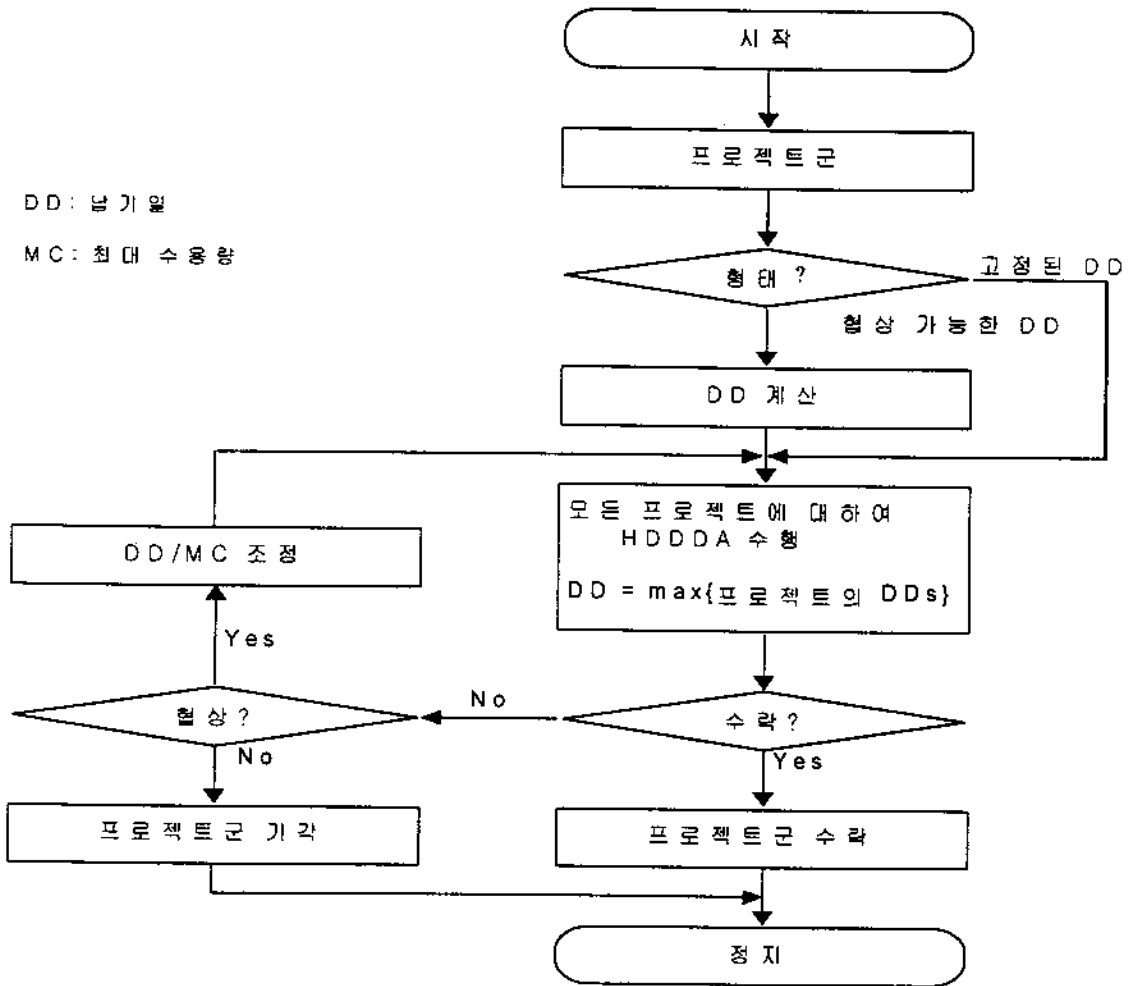 시작
프로젝트군
DD: 납기일
MC: 최대 수용량
형태?
고정된 DD
협상 가능한 DD
DD 계산
모든 프로젝트에 대하여
HDDDA 수행
DD = max{프로젝트의 DDs}
DD/MC 조정
Yes
협상?
No
수락?
No
Yes
프로젝트군 기각
프로젝트군 수락
정지